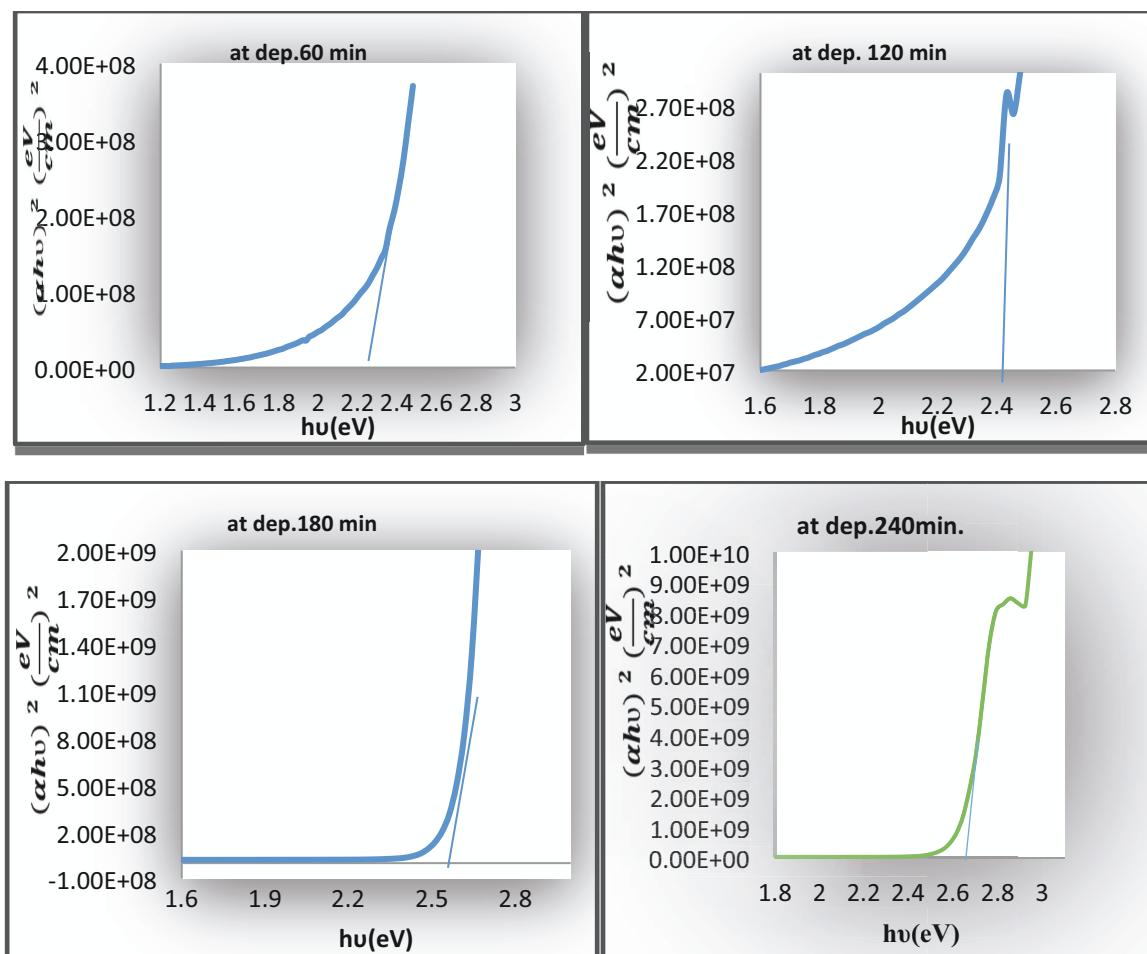 at dep.60 min
(αhυ) ² (eV/cm) ²
4.00E+08
3.00E+08
2.00E+08
1.00E+08
0.00E+00
1.2 1.4 1.6 1.8 2 2.2 2.4 2.6 2.8 3
hυ(eV)
at dep. 120 min
(αhυ) ² (eV/cm) ²
2.70E+08
2.20E+08
1.70E+08
1.20E+08
7.00E+07
2.00E+07
1.6 1.8 2 2.2 2.4 2.6 2.8
hυ(eV)
at dep.180 min
(αhυ) ² (eV/cm) ²
2.00E+09
1.70E+09
1.40E+09
1.10E+09
8.00E+08
5.00E+08
2.00E+08
-1.00E+08
1.6 1.9 2.2 2.5 2.8
hυ(eV)
at dep.240min.
(αhυ) ² (eV/cm) ²
1.00E+10
9.00E+09
8.00E+09
7.00E+09
6.00E+09
5.00E+09
4.00E+09
3.00E+09
2.00E+09
1.00E+09
0.00E+00
1.8 2 2.2 2.4 2.6 2.8 3
hυ(eV)